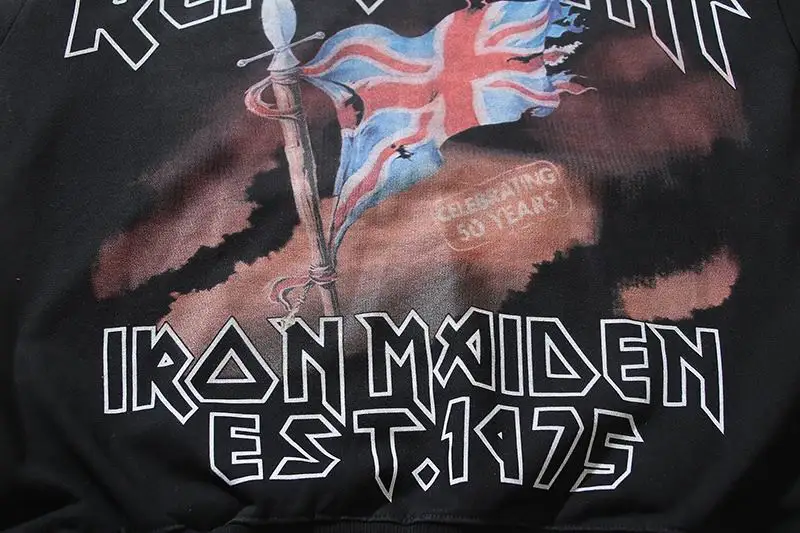 CELEBRATING
50 YEARS
IRON MAIDEN
EST.1975